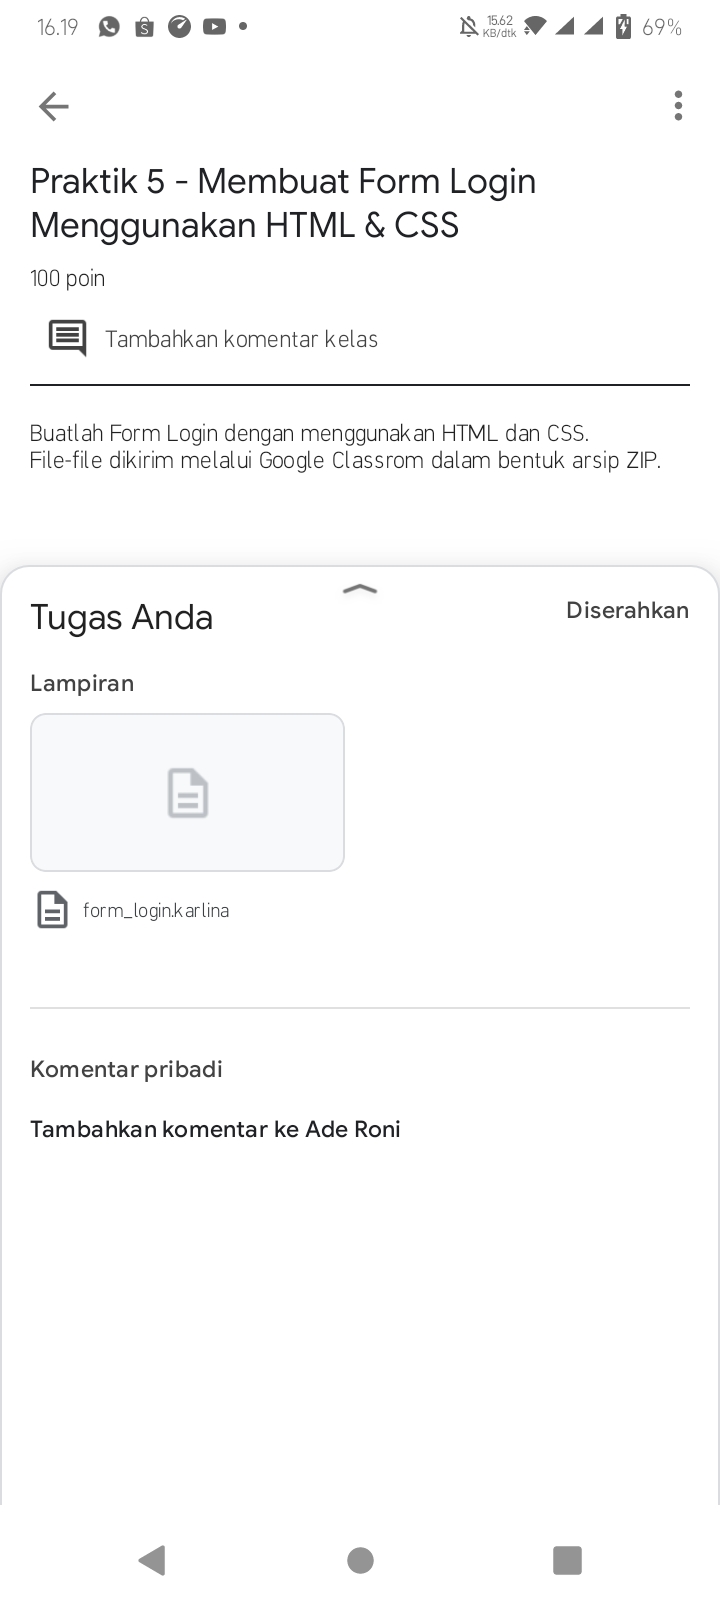 16.19
15.62
KB/dtk
69%
Praktik 5 - Membuat Form Login
Menggunakan HTML & CSS
100 poin
Tambahkan komentar kelas
Buatlah Form Login dengan menggunakan HTML dan CSS.
File-file dikirim melalui Google Classrom dalam bentuk arsip ZIP.
Tugas Anda
Diserahkan
Lampiran
form_login.karlina
Komentar pribadi
Tambahkan komentar ke Ade Roni